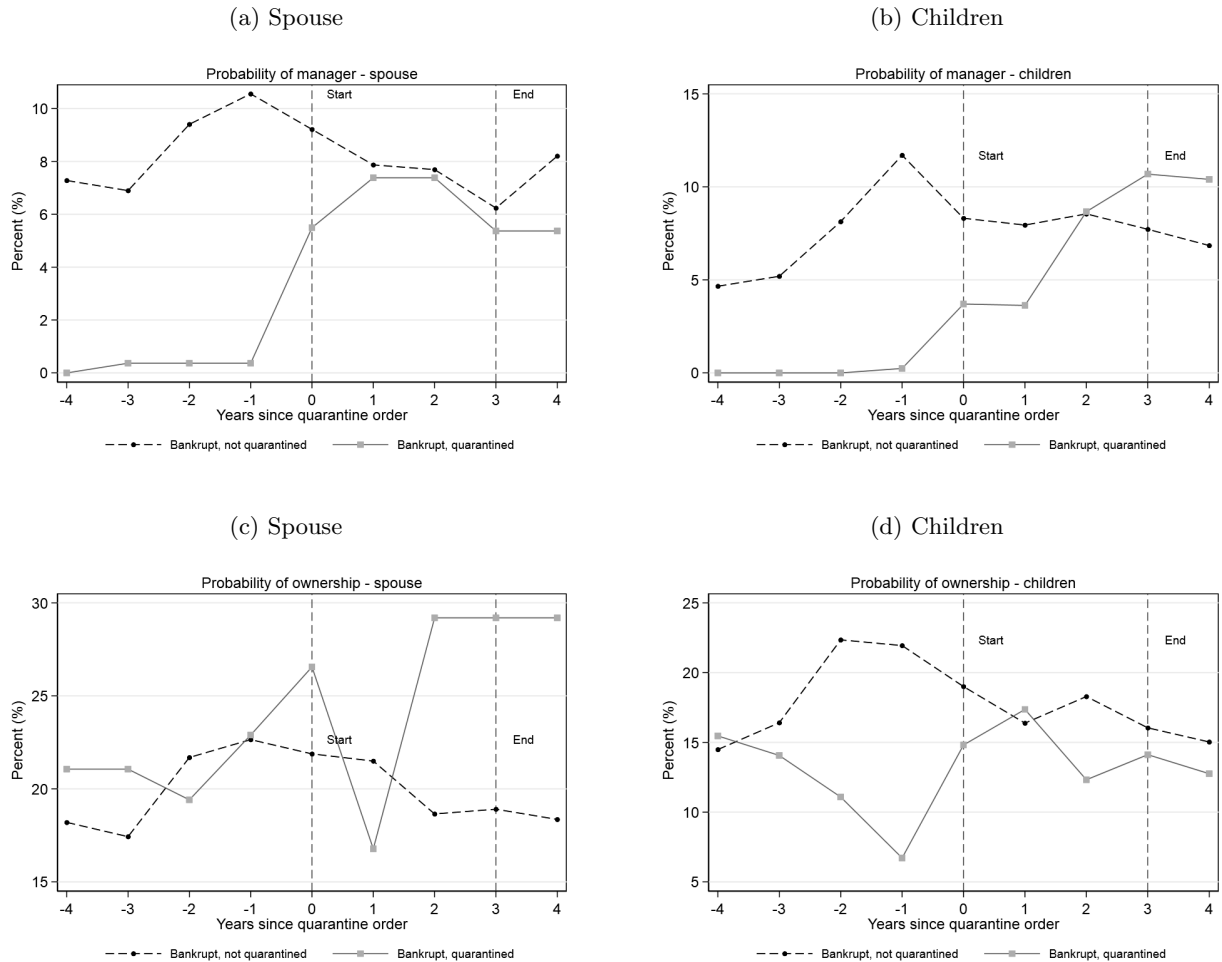 (a) Spouse
Probability of manager - spouse
Percent (%)
10
8
6
4
2
0
Start
End
-4 -3 -2 -1 0 1 2 3 4
Years since quarantine order
Bankrupt, not quarantined Bankrupt, quarantined
(b) Children
Probability of manager - children
Percent (%)
15
10
5
0
Start
End
-4 -3 -2 -1 0 1 2 3 4
Years since quarantine order
Bankrupt, not quarantined Bankrupt, quarantined
(c) Spouse
Probability of ownership - spouse
Percent (%)
30
25
20
15
Start
End
-4 -3 -2 -1 0 1 2 3 4
Years since quarantine order
Bankrupt, not quarantined Bankrupt, quarantined
(d) Children
Probability of ownership - children
Percent (%)
25
20
15
10
5
Start
End
-4 -3 -2 -1 0 1 2 3 4
Years since quarantine order
Bankrupt, not quarantined Bankrupt, quarantined